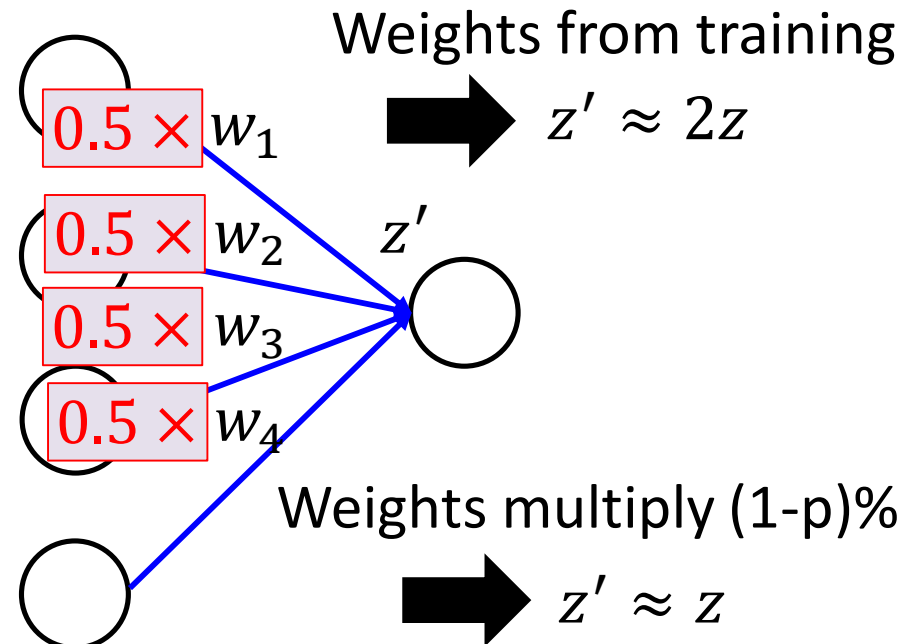 Weights from training
0.5 × w₁
z′ ≈ 2z
0.5 × w₂
z′
0.5 × w₃
0.5 × w₄
Weights multiply (1-p)%
z′ ≈ z